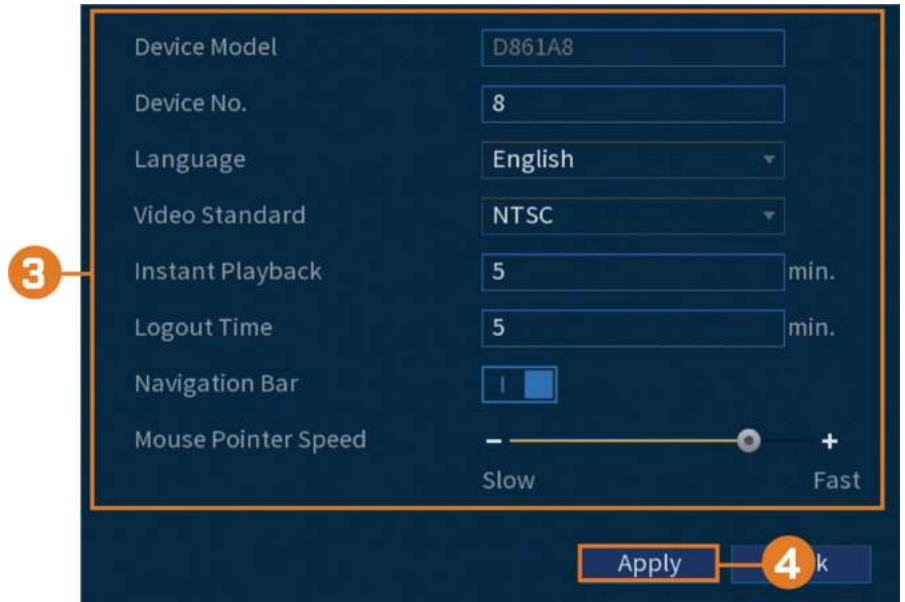 Device Model D861A8
Device No. 8
Language English
Video Standard NTSC
3
Instant Playback 5 min.
Logout Time 5 min.
Navigation Bar
Mouse Pointer Speed - +
Slow Fast
Apply 4 k